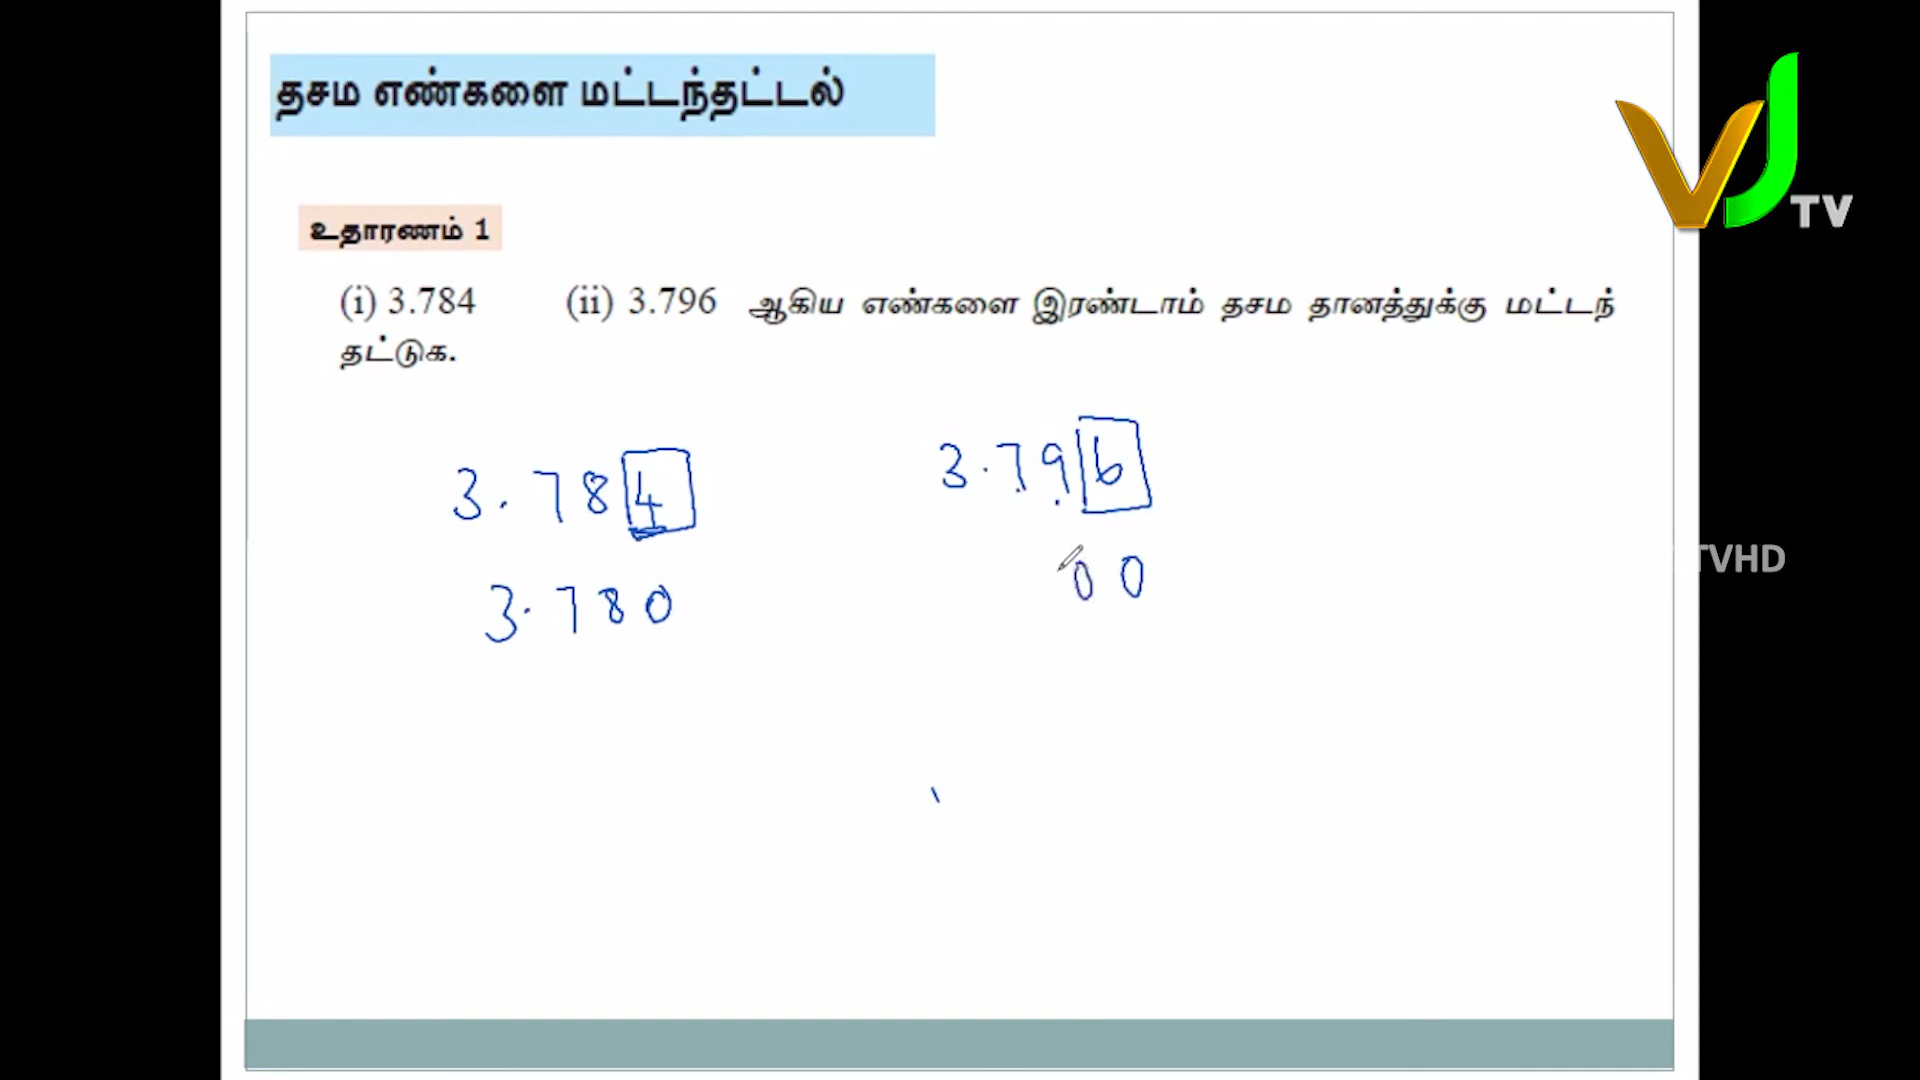 தசம எண்களை மட்டந்தட்டல்
VJ TV
உதாரணம் 1
(i) 3.784 (ii) 3.796 ஆகிய எண்களை இரண்டாம் தசம தானத்துக்கு மட்டந்
தட்டுக.
3.784
3.796
TVHD
3.780
00